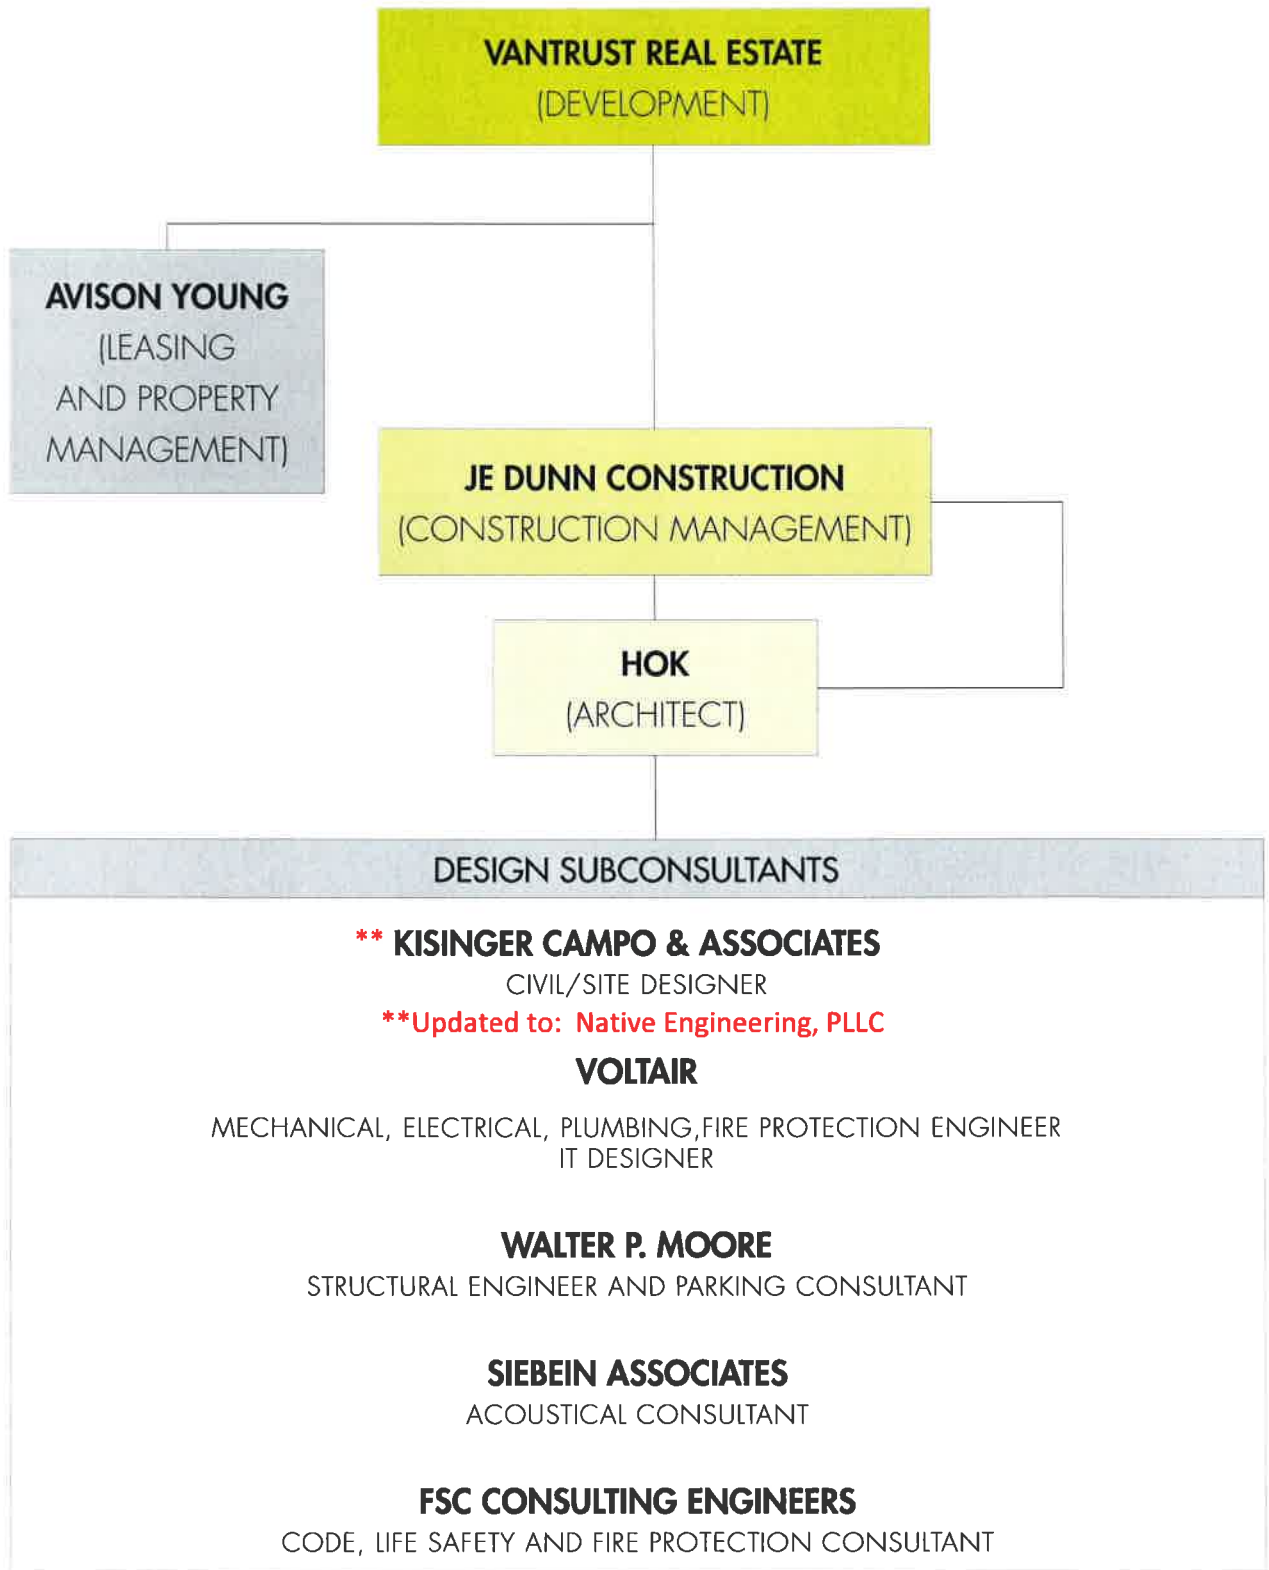 VANTRUST REAL ESTATE
(DEVELOPMENT)
AVISON YOUNG
(LEASING
AND PROPERTY
MANAGEMENT)
JE DUNN CONSTRUCTION
(CONSTRUCTION MANAGEMENT)
HOK
(ARCHITECT)
DESIGN SUBCONSULTANTS
** KISINGER CAMPO & ASSOCIATES
CIVIL/SITE DESIGNER
**Updated to: Native Engineering, PLLC
VOLTAIR
MECHANICAL, ELECTRICAL, PLUMBING,FIRE PROTECTION ENGINEER
IT DESIGNER
WALTER P. MOORE
STRUCTURAL ENGINEER AND PARKING CONSULTANT
SIEBEIN ASSOCIATES
ACOUSTICAL CONSULTANT
FSC CONSULTING ENGINEERS
CODE, LIFE SAFETY AND FIRE PROTECTION CONSULTANT